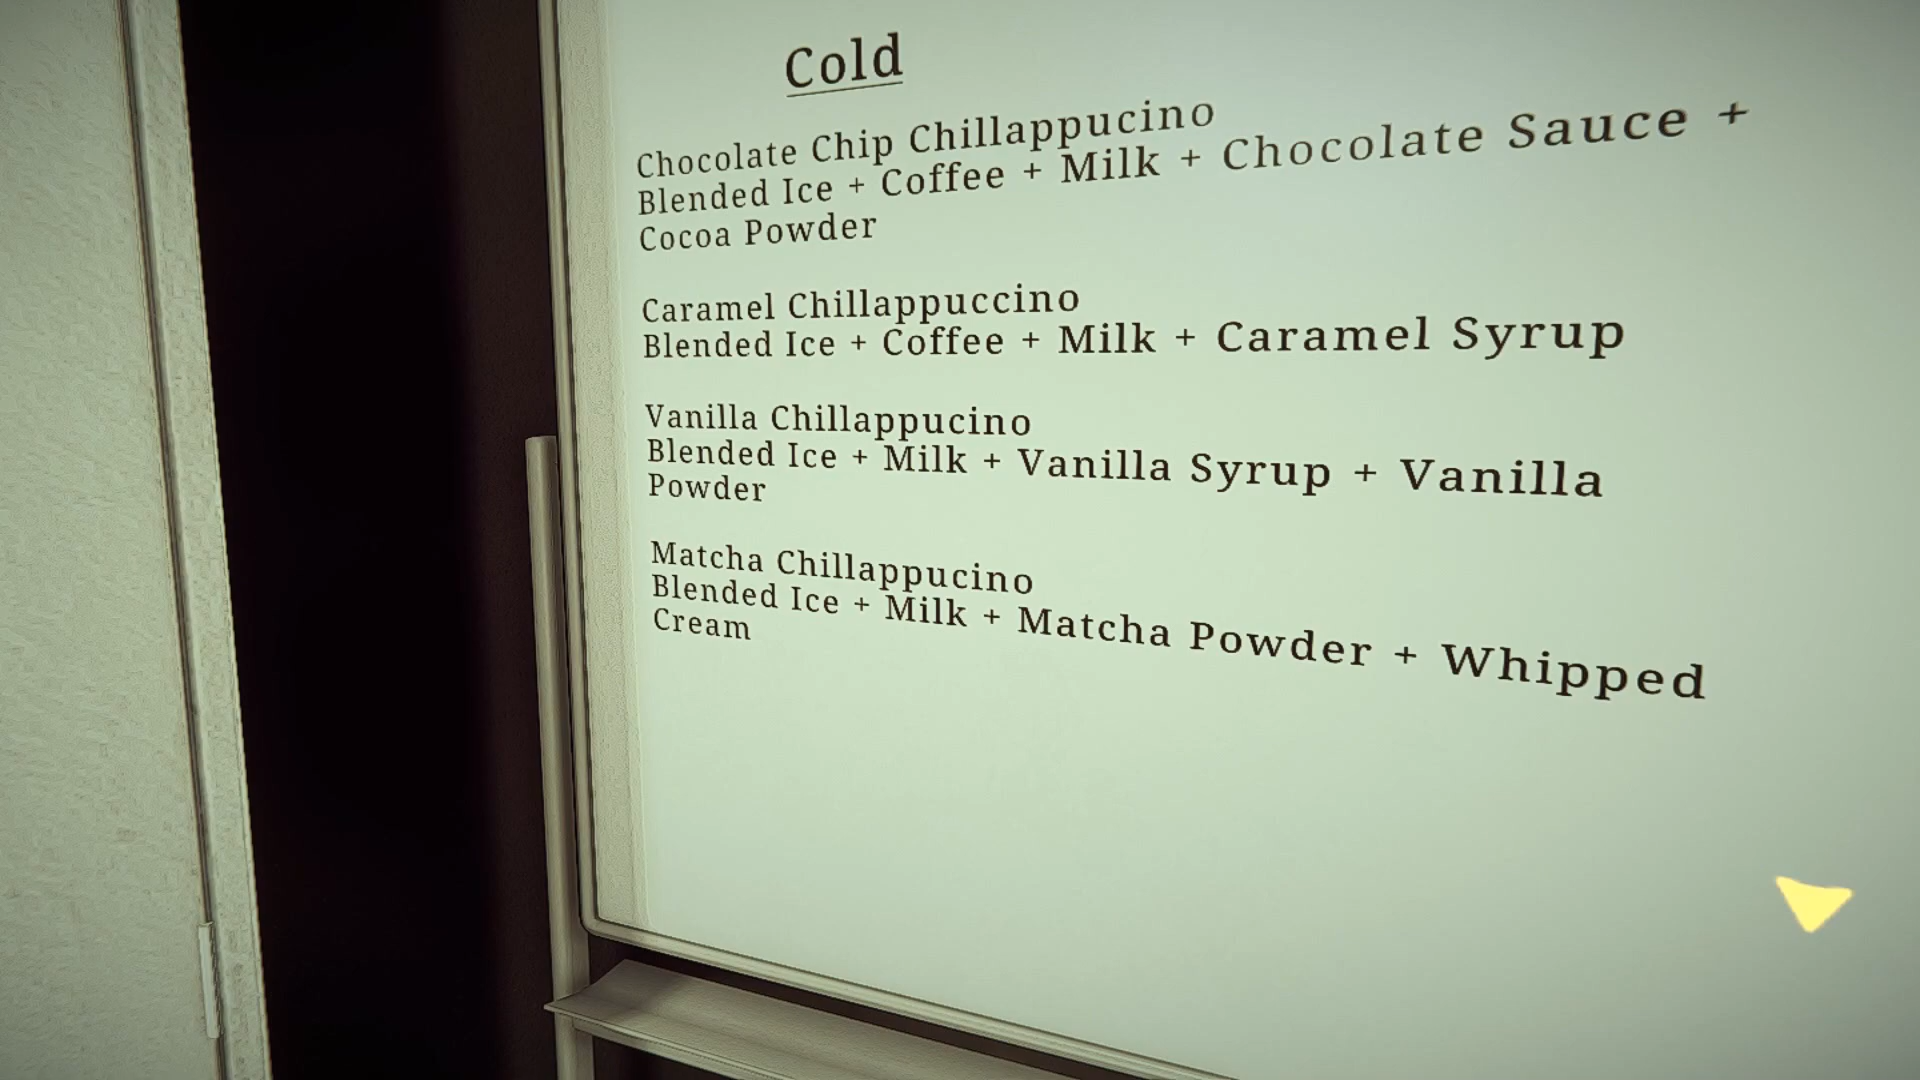 Cold
Chocolate Chip Chillappucino
Blended Ice + Coffee + Milk + Chocolate Sauce +
Cocoa Powder
Caramel Chillappuccino
Blended Ice + Coffee + Milk + Caramel Syrup
Vanilla Chillappucino
Blended Ice + Milk + Vanilla Syrup + Vanilla
Powder
Matcha Chillappucino
Blended Ice + Milk + Matcha Powder + Whipped
Cream